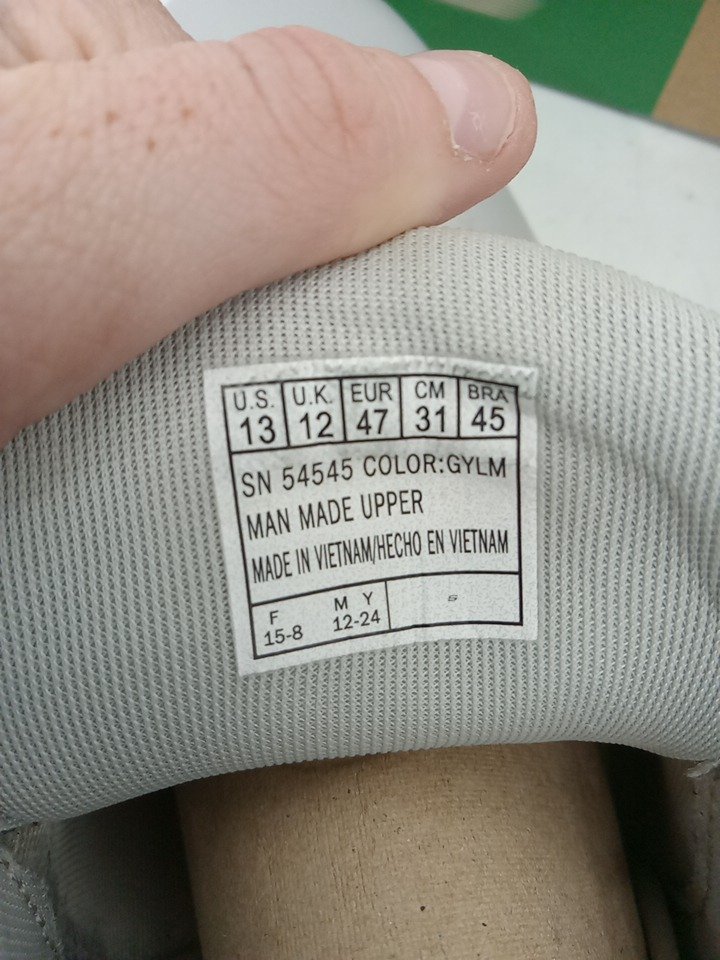 U.S. U.K. EUR CM BRA
13 12 47 31 45
SN 54545 COLOR:GYLM
MAN MADE UPPER
MADE IN VIETNAM/HECHO EN VIETNAM
F M Y
15-8 12-24